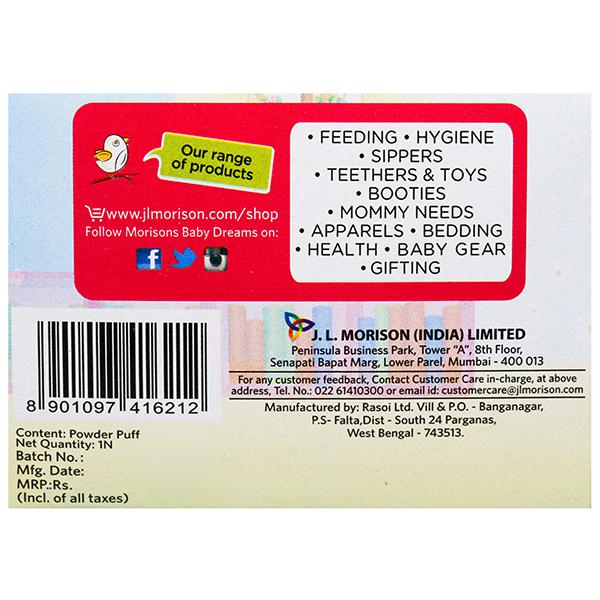 Our range
of products
www.jlmorison.com/shop
Follow Morisons Baby Dreams on:
• FEEDING • HYGIENE
• SIPPERS
• TEETHERS & TOYS
• BOOTIES
• MOMMY NEEDS
• APPARELS • BEDDING
• HEALTH • BABY GEAR
• GIFTING
J. L. MORISON (INDIA) LIMITED
Peninsula Business Park, Tower "A", 8th Floor,
Senapati Bapat Marg, Lower Parel, Mumbai - 400 013
For any customer feedback, Contact Customer Care in-charge, at above
address, Tel. No.: 022 61410300 or email id: customercare@jlmorison.com
Manufactured by: Rasoi Ltd. Vill & P.O. - Banganagar,
P.S- Falta,Dist - South 24 Parganas,
West Bengal - 743513.
8 901097 416212
Content: Powder Puff
Net Quantity: 1N
Batch No.:
Mfg. Date:
MRP.:Rs.
(Incl. of all taxes)